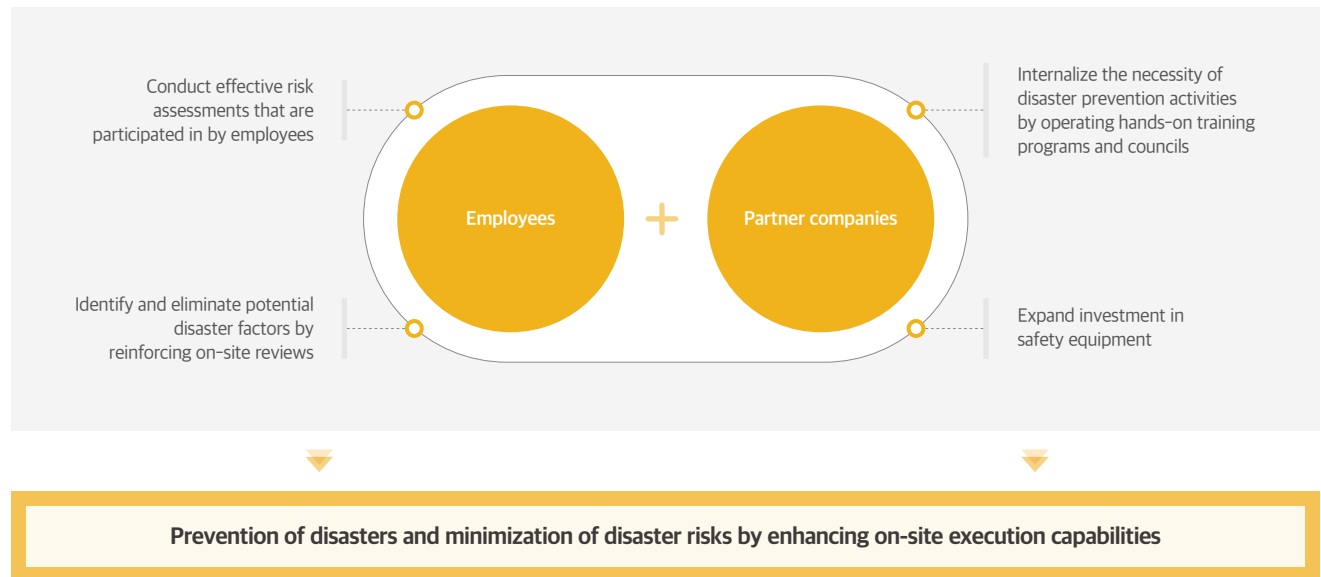 Conduct effective risk
assessments that are
participated in by employees
Identify and eliminate potential
disaster factors by
reinforcing on-site reviews
Employees
+
Partner companies
Internalize the necessity of
disaster prevention activities
by operating hands-on training
programs and councils
Expand investment in
safety equipment
Prevention of disasters and minimization of disaster risks by enhancing on-site execution capabilities